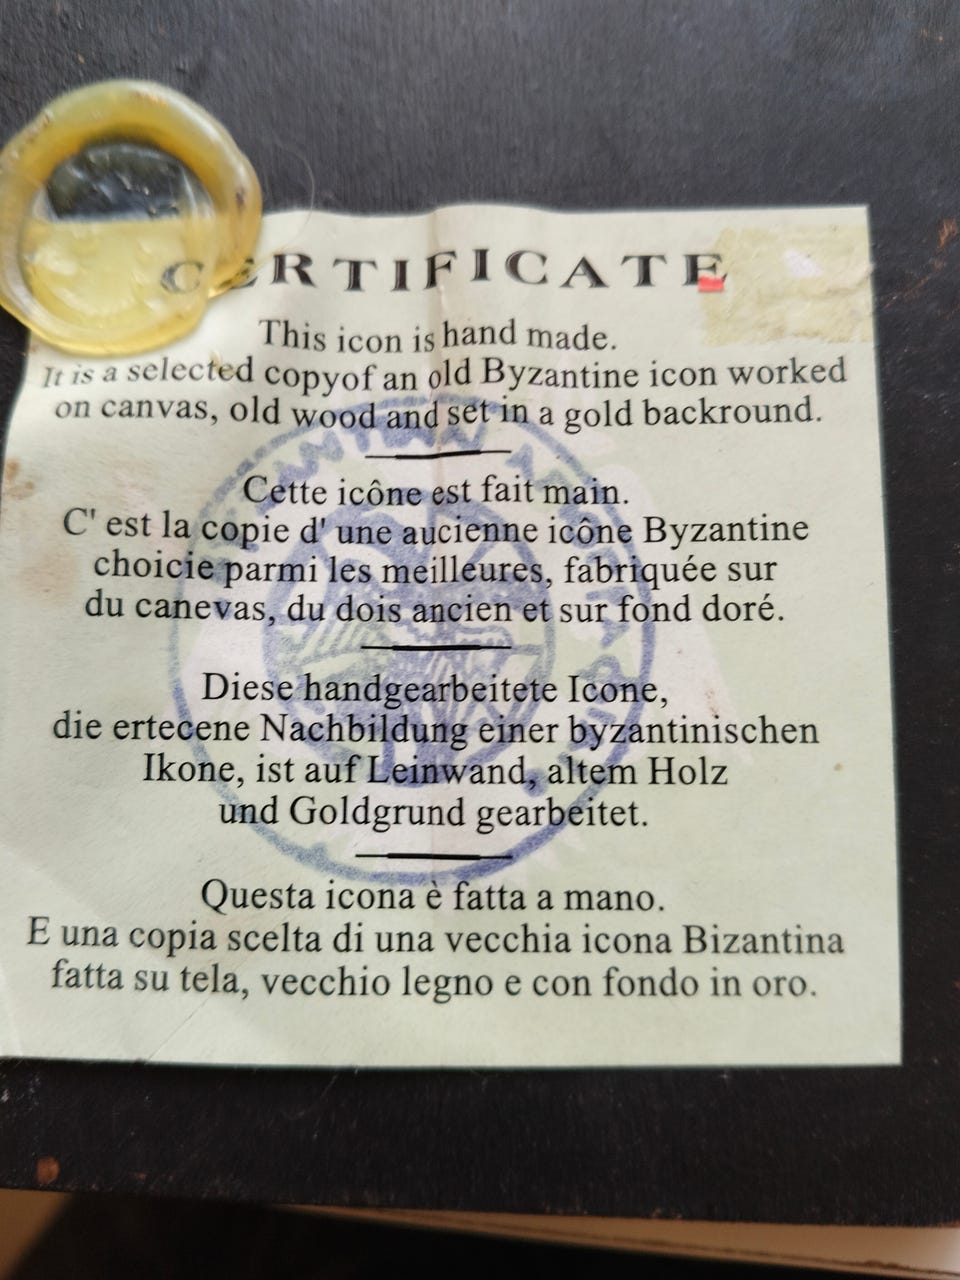 CERTIFICATE
This icon is hand made.
It is a selected copyof an old Byzantine icon worked
on canvas, old wood and set in a gold backround.
Cette icône est fait main.
C' est la copie d' une aucienne icône Byzantine
choicie parmi les meilleures, fabriquée sur
du canevas, du dois ancien et sur fond doré.
Diese handgearbeitete Icone,
die ertecene Nachbildung einer byzantinischen
Ikone, ist auf Leinwand, altem Holz
und Goldgrund gearbeitet.
Questa icona è fatta a mano.
E una copia scelta di una vecchia icona Bizantina
fatta su tela, vecchio legno e con fondo in oro.